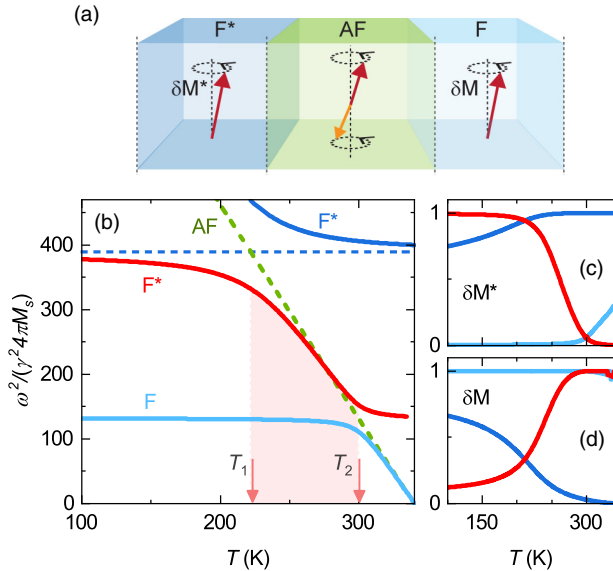 (a)
F* AF F
δM* δM
(b)
AF
F*
F*
F
T₁ T₂
ω²/(γ²4πMₛ)
400
300
200
100
0
100 200 300
T (K)
(c)
1
δM*
0
(d)
1
δM
0
150 300
T (K)